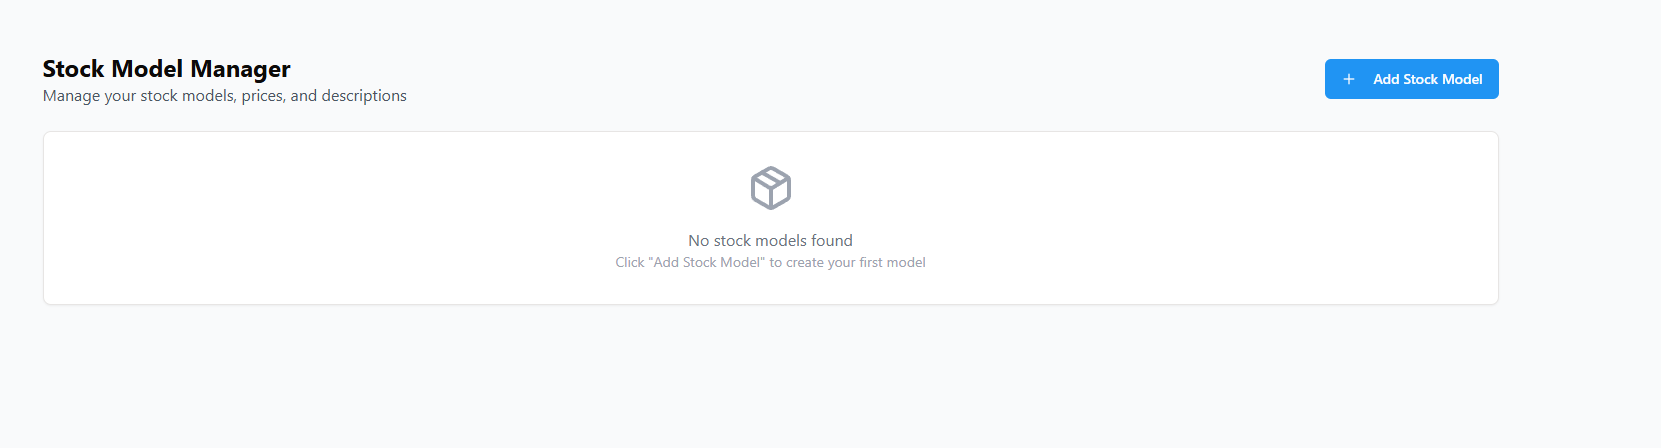 Stock Model Manager
Manage your stock models, prices, and descriptions
Add Stock Model
No stock models found
Click "Add Stock Model" to create your first model